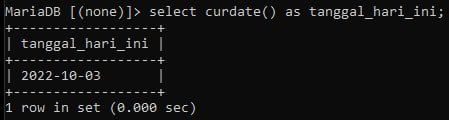 MariaDB [(none)]> select curdate() as tanggal_hari_ini;
+------------------+
| tanggal_hari_ini |
+------------------+
| 2022-10-03       |
+------------------+
1 row in set (0.000 sec)